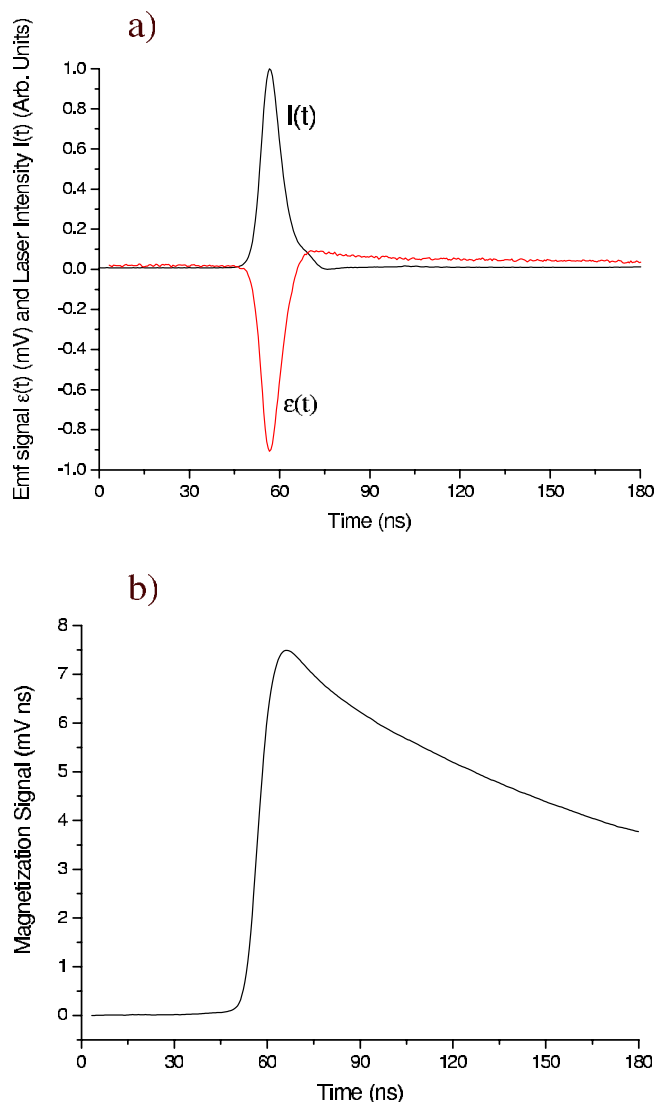 a)
Emf signal ε(t) (mV) and Laser Intensity I(t) (Arb. Units)
1.0
0.8
0.6
0.4
0.2
0.0
-0.2
-0.4
-0.6
-0.8
-1.0
I(t)
ε(t)
0 30 60 90 120 150 180
Time (ns)
b)
Magnetization Signal (mV ns)
8
7
6
5
4
3
2
1
0
0 30 60 90 120 150 180
Time (ns)